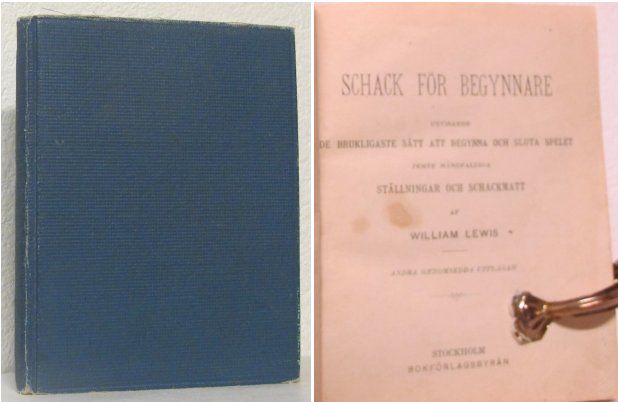 SCHACK FÖR BEGYNNARE
UTVISANDE
DE BRUKLIGASTE SÄTT ATT BEGYNNA OCH SLUTA SPELET
JEMTE MÅNGFALDIGA
STÄLLNINGAR OCH SCHACKMATT
AF
WILLIAM LEWIS
ANDRA GENOMSEDDA UPPLAGAN
STOCKHOLM
BOKFÖRLAGSBYRÅN